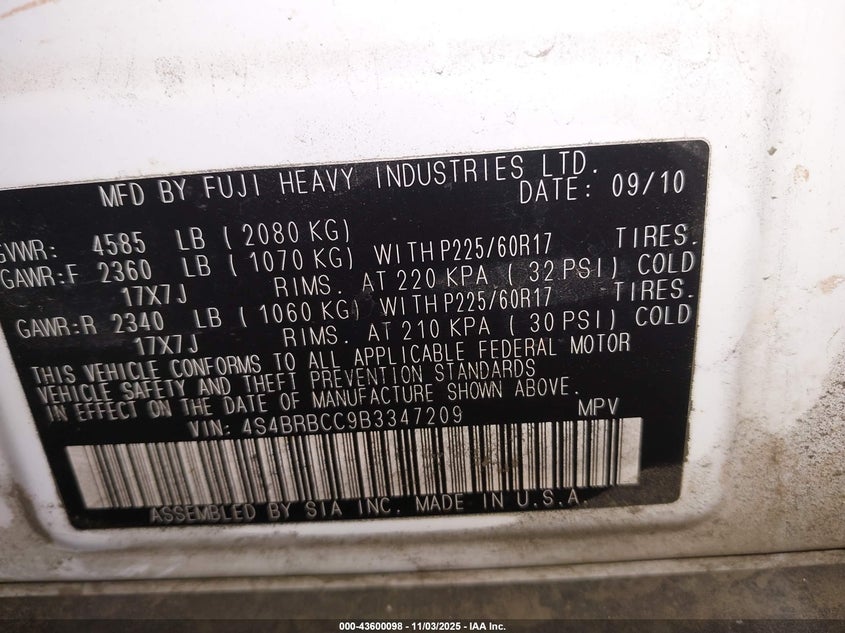 MFD BY FUJI HEAVY INDUSTRIES LTD.
DATE: 09/10
GVWR: 4585 LB ( 2080 KG)
GAWR:F 2360 LB ( 1070 KG) WITH P225/60R17 TIRES.
17X7J RIMS. AT 220 KPA ( 32 PSI) COLD
GAWR:R 2340 LB ( 1060 KG) WITH P225/60R17 TIRES.
17X7J RIMS. AT 210 KPA ( 30 PSI) COLD
THIS VEHICLE CONFORMS TO ALL APPLICABLE FEDERAL MOTOR
VEHICLE SAFETY AND THEFT PREVENTION STANDARDS
IN EFFECT ON THE DATE OF MANUFACTURE SHOWN ABOVE.
VIN: 4S4BRBCC9B3347209 MPV
ASSEMBLED BY SIA INC. MADE IN U.S.A.
000-43600098 - 11/03/2025 - IAA Inc.